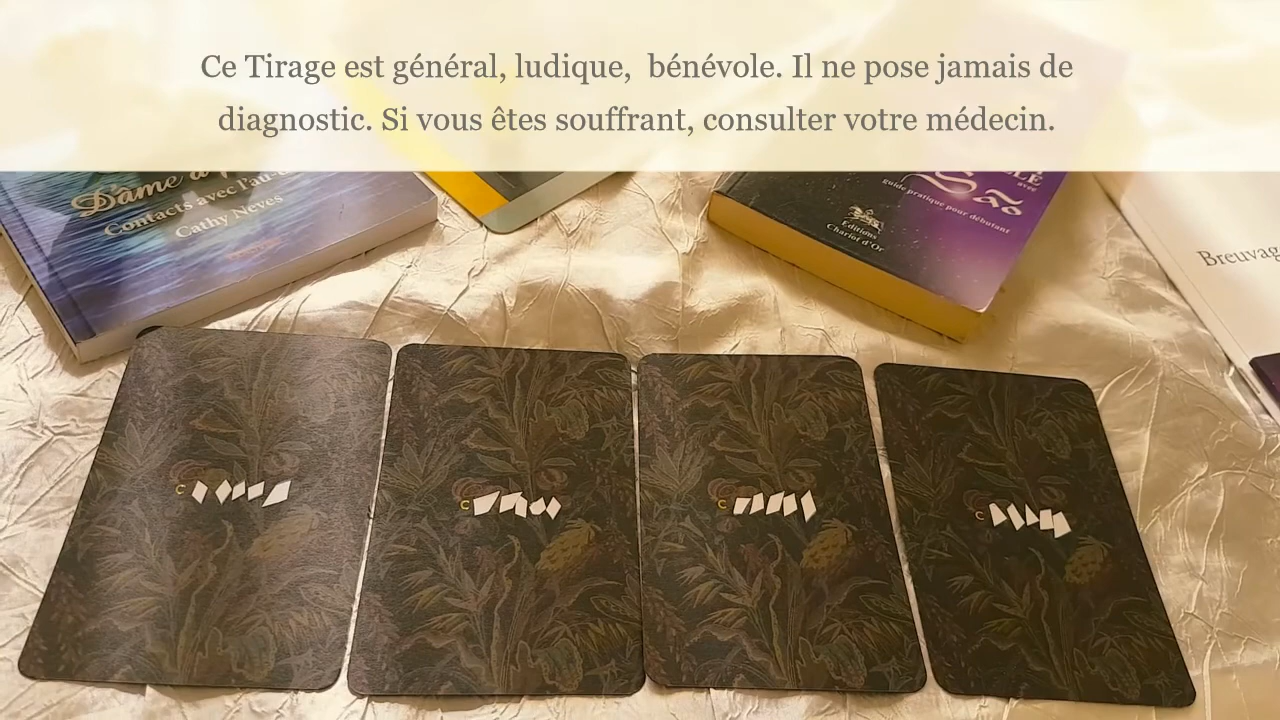 Ce Tirage est général, ludique,  bénévole. Il ne pose jamais de
diagnostic. Si vous êtes souffrant, consulter votre médecin.
Contacts avec l'au-
Cathy Neves
avec
guide pratique pour débutant
Editions
Chariot d'Or
C
C
C
C